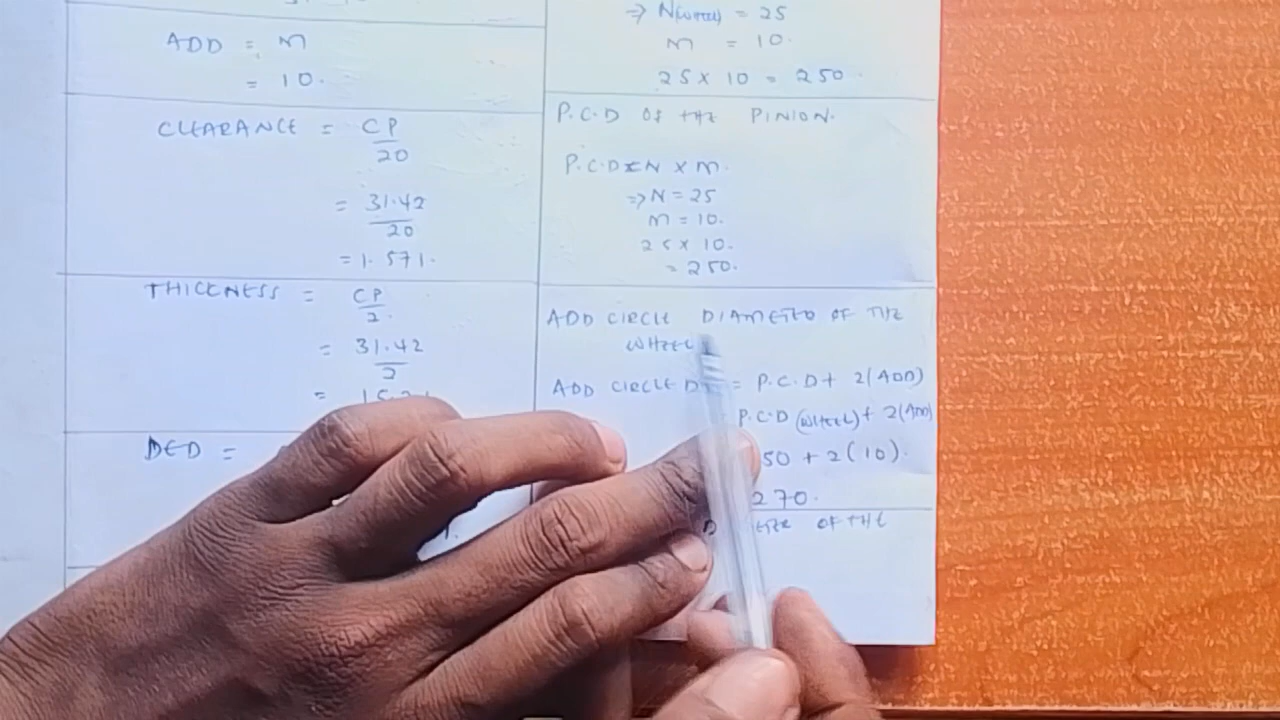 ADD = m
= 10.
CLEARANCE = CP
20
= 31.42
20
= 1.571.
THICKNESS = CP
2.
= 31.42
2
=
DED =
=> N(WHEEL) = 25
m = 10.
25 x 10 = 250.
P.C.D OF THE PINION.
P.C.D = N x m.
=> N = 25
m = 10.
25 x 10.
= 250.
ADD CIRCLE DIAMETER OF THE
WHEEL
ADD CIRCLE = P.C.D + 2(ADD)
P.C.D (WHEEL) + 2(ADD)
50 + 2(10).
270.
OF THE